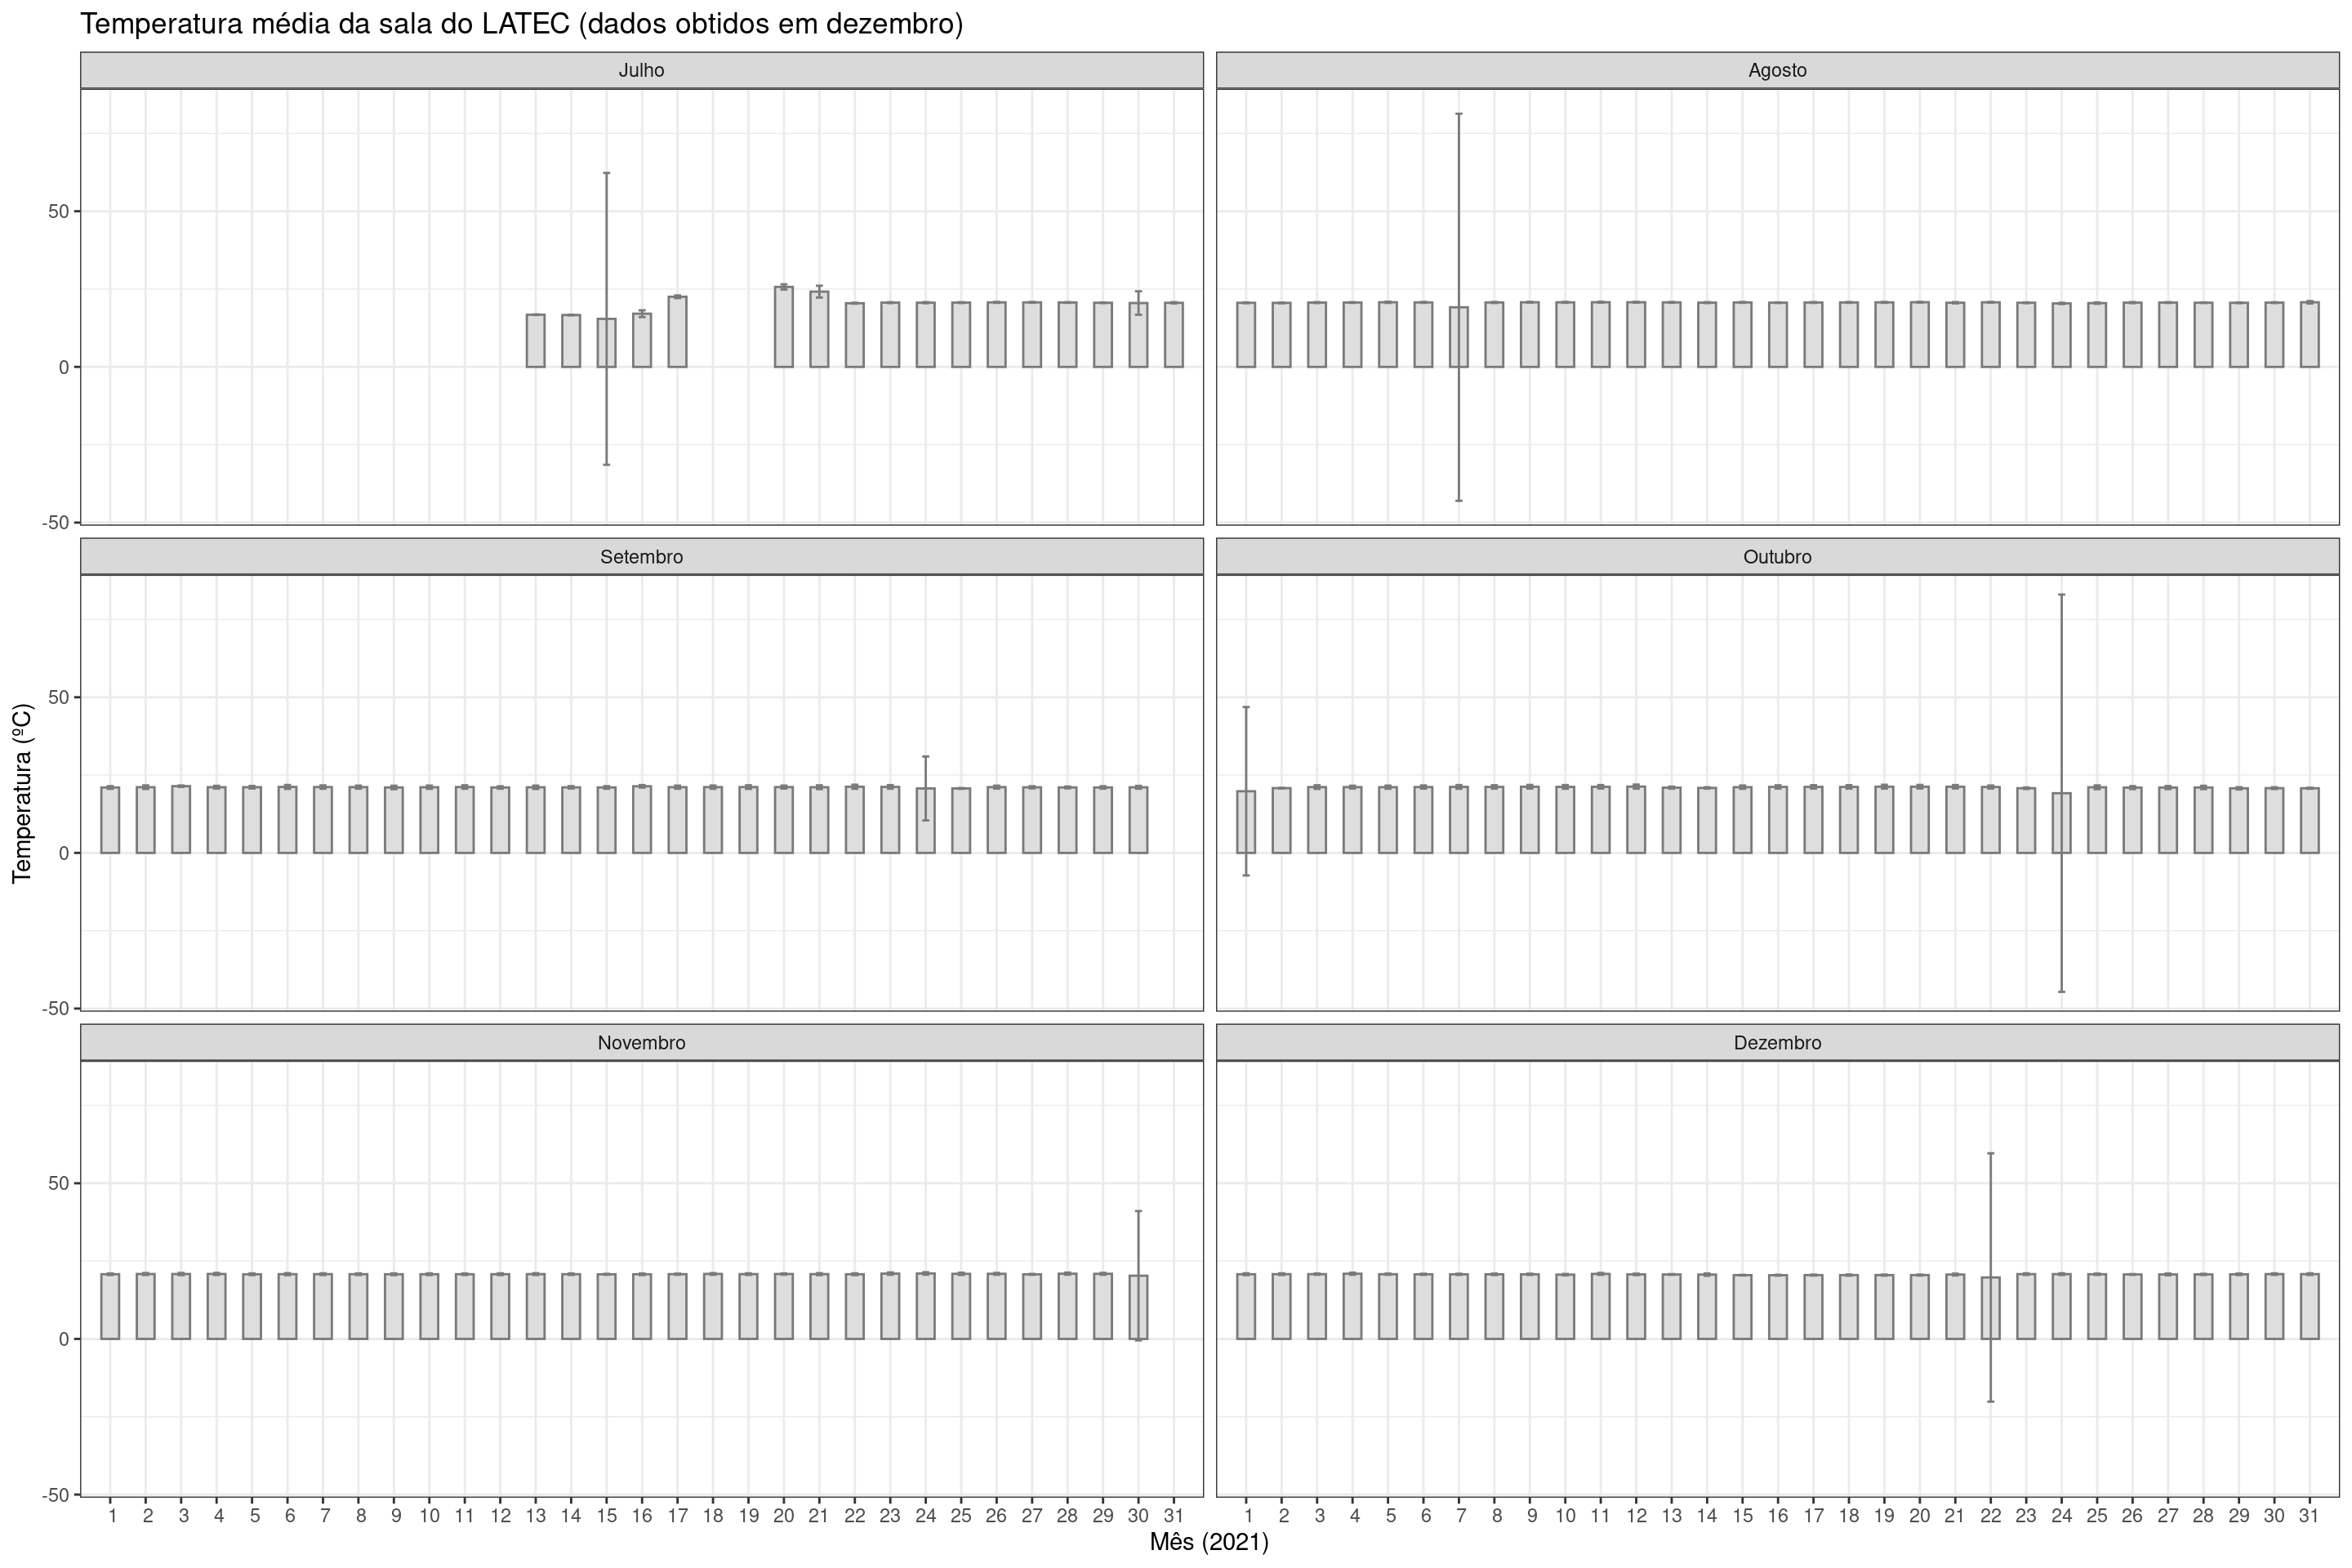 Temperatura média da sala do LATEC (dados obtidos em dezembro)
Julho
Agosto
50
0
-50
Setembro
Outubro
50
0
-50
Novembro
Dezembro
50
0
-50
1 2 3 4 5 6 7 8 9 10 11 12 13 14 15 16 17 18 19 20 21 22 23 24 25 26 27 28 29 30 31
1 2 3 4 5 6 7 8 9 10 11 12 13 14 15 16 17 18 19 20 21 22 23 24 25 26 27 28 29 30 31
Temperatura (ºC)
Mês (2021)